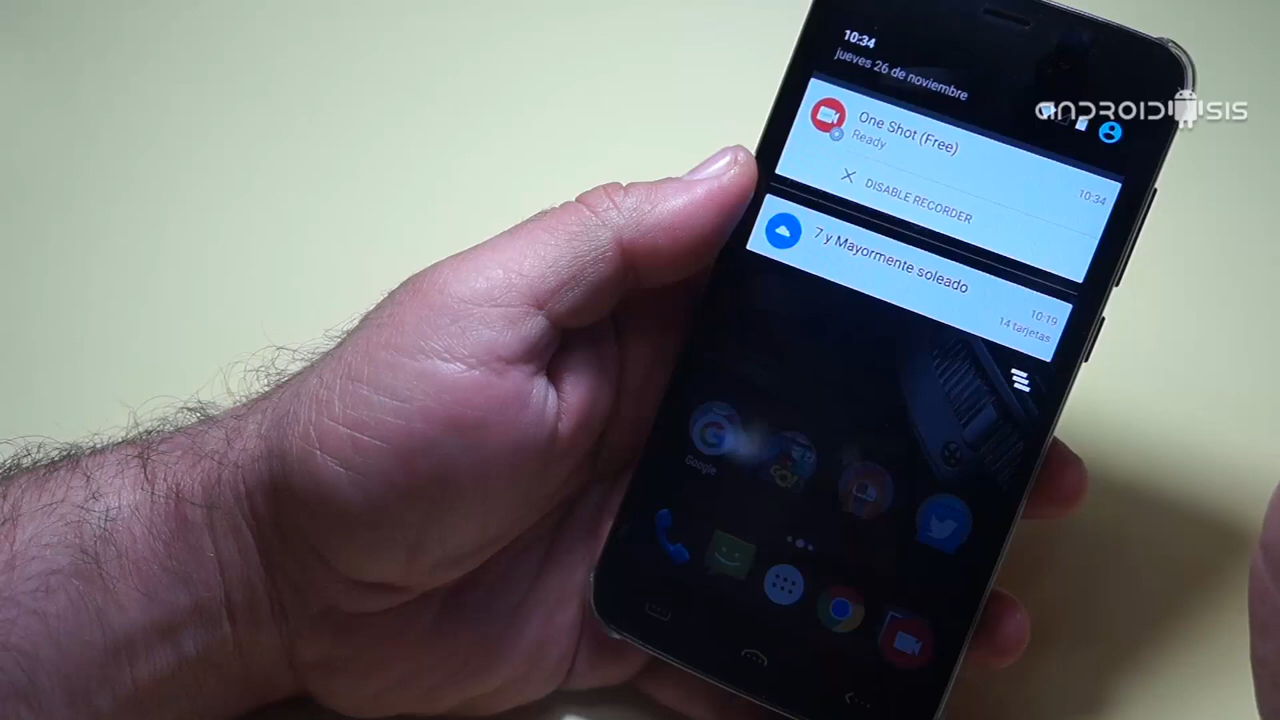 10:34
jueves 26 de noviembre
ANDROIDSIS
One Shot (Free)
Ready
10:34
DISABLE RECORDER
7 y Mayormente soleado
10:19
14 tarjetas
Google